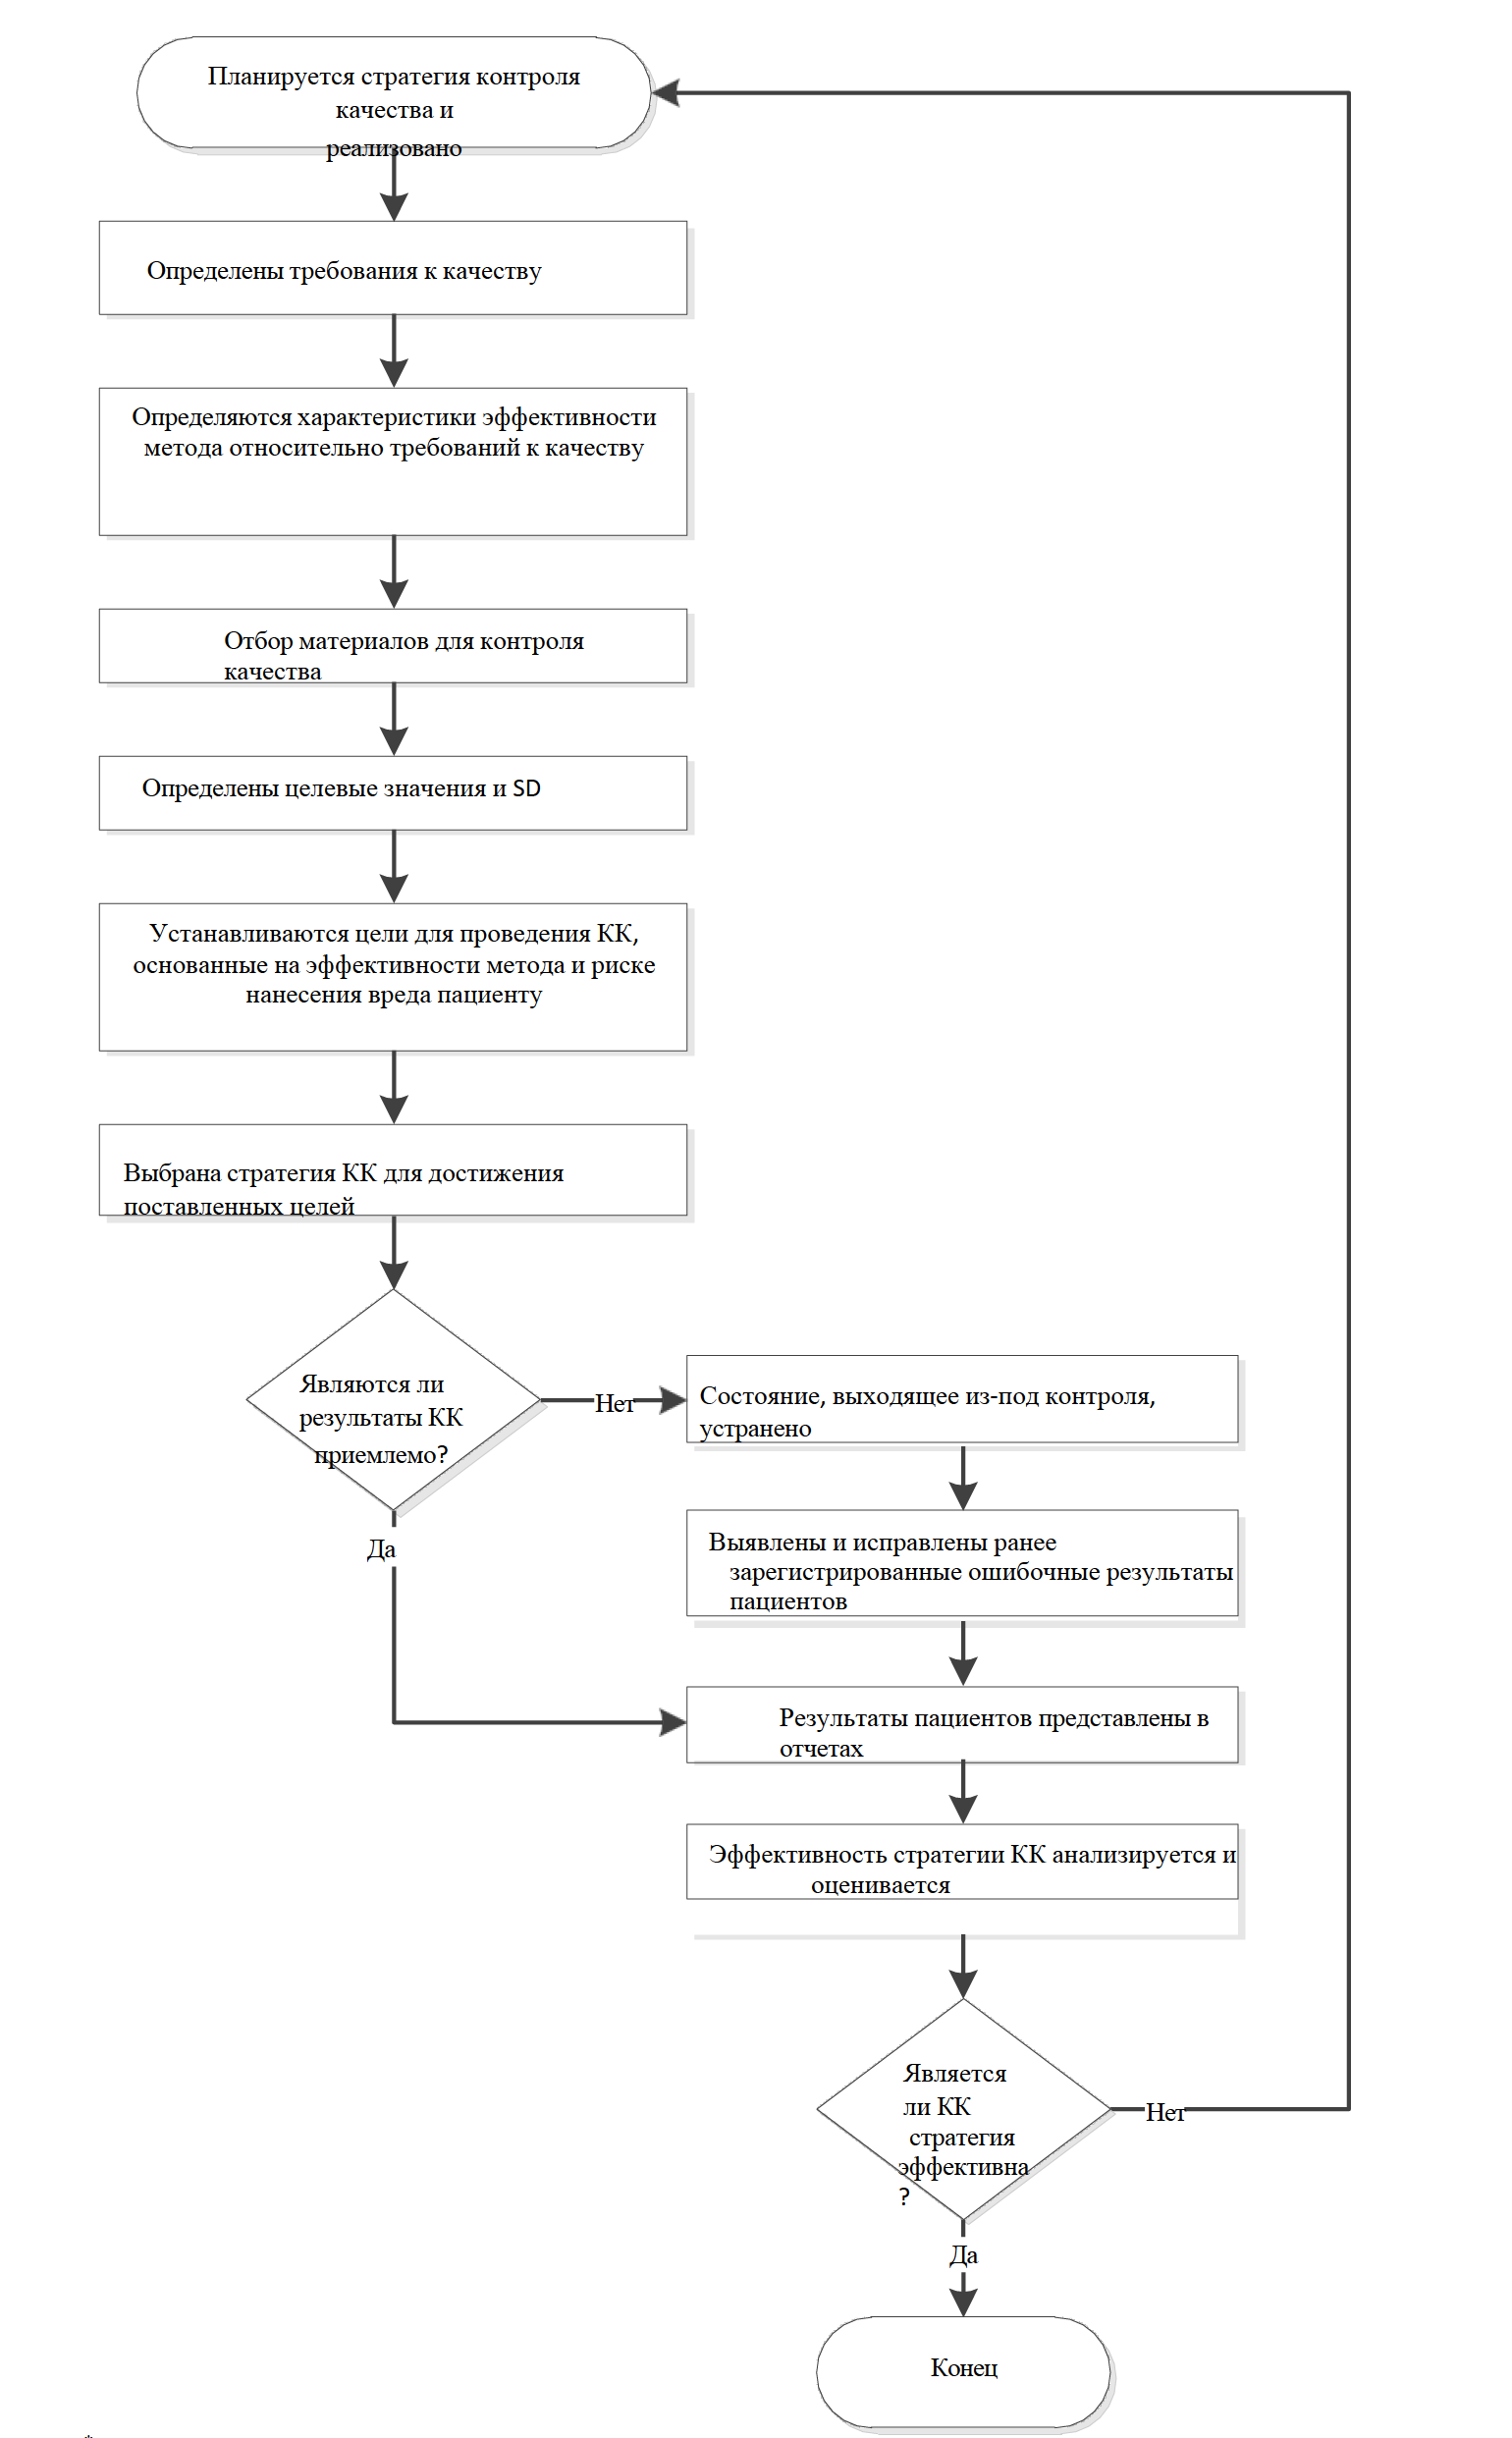 Планируется стратегия контроля
качества и
реализовано
Определены требования к качеству
Определяются характеристики эффективности
метода относительно требований к качеству
Отбор материалов для контроля
качества
Определены целевые значения и SD
Устанавливаются цели для проведения КК,
основанные на эффективности метода и риске
нанесения вреда пациенту
Выбрана стратегия КК для достижения
поставленных целей
Являются ли
результаты КК
приемлемо?
Нет
Состояние, выходящее из-под контроля,
устранено
Да
Выявлены и исправлены ранее
зарегистрированные ошибочные результаты
пациентов
Результаты пациентов представлены в
отчетах
Эффективность стратегии КК анализируется и
оценивается
Является
ли КК
стратегия
эффективна
?
Нет
Да
Конец
*